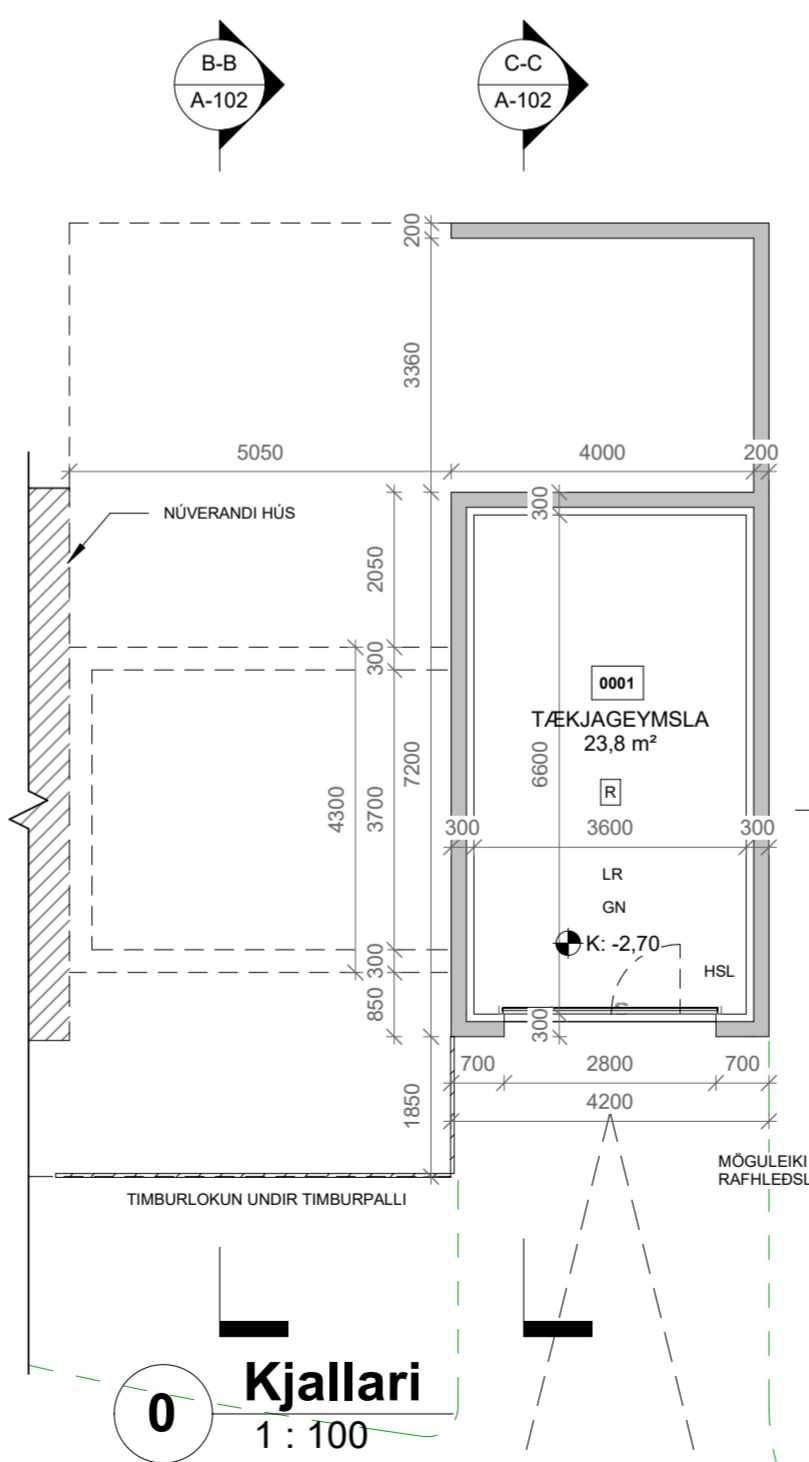 B-B
A-102
C-C
A-102
200
3360
5050
4000
200
NÚVERANDI HÚS
300
2050
300
0001
TÆKJAGEYMSLA
23,8 m²
7200
6600
R
4300
3700
300
3600
300
LR
GN
K: -2,70
HSL
300
850
300
700
2800
700
4200
1850
MÖGULEIKI
RAFHLEÐSL
TIMBURLOKUN UNDIR TIMBURPALLI
0
Kjallari
1 : 100